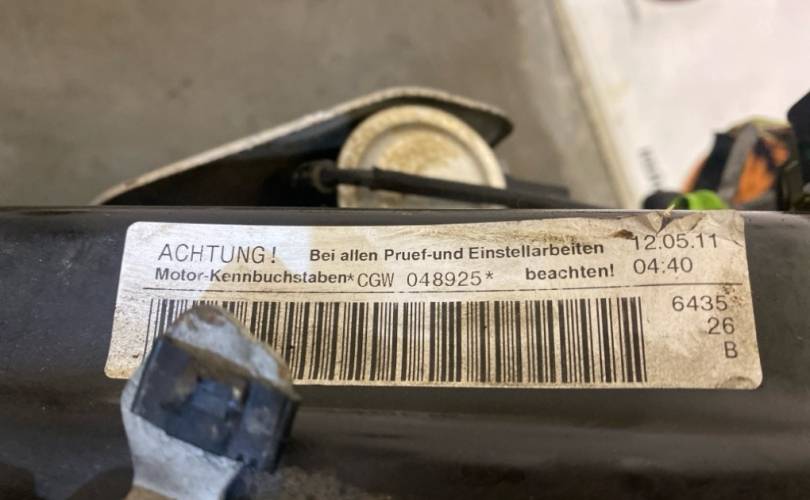 ACHTUNG! Bei allen Pruef-und Einstellarbeiten 12.05.11
Motor-Kennbuchstaben*CGW 048925* beachten! 04:40
6435
26
B